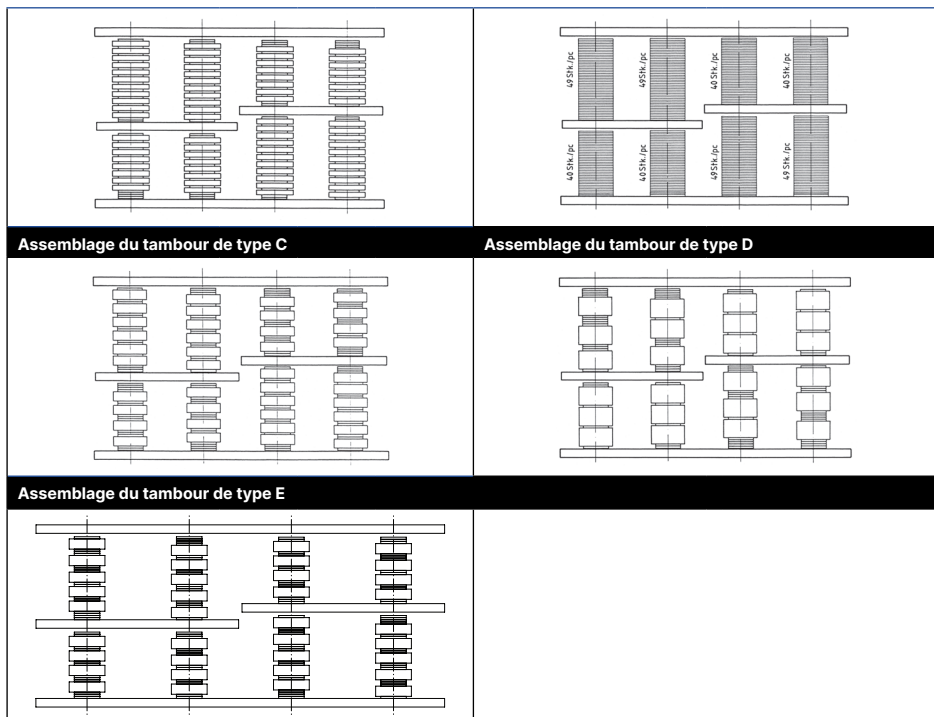 49 Stk./pc
49 Stk./pc
40 Stk./pc
40 Stk./pc
40 Stk./pc
40 Stk./pc
49 Stk./pc
49 Stk./pc
Assemblage du tambour de type C
Assemblage du tambour de type D
Assemblage du tambour de type E